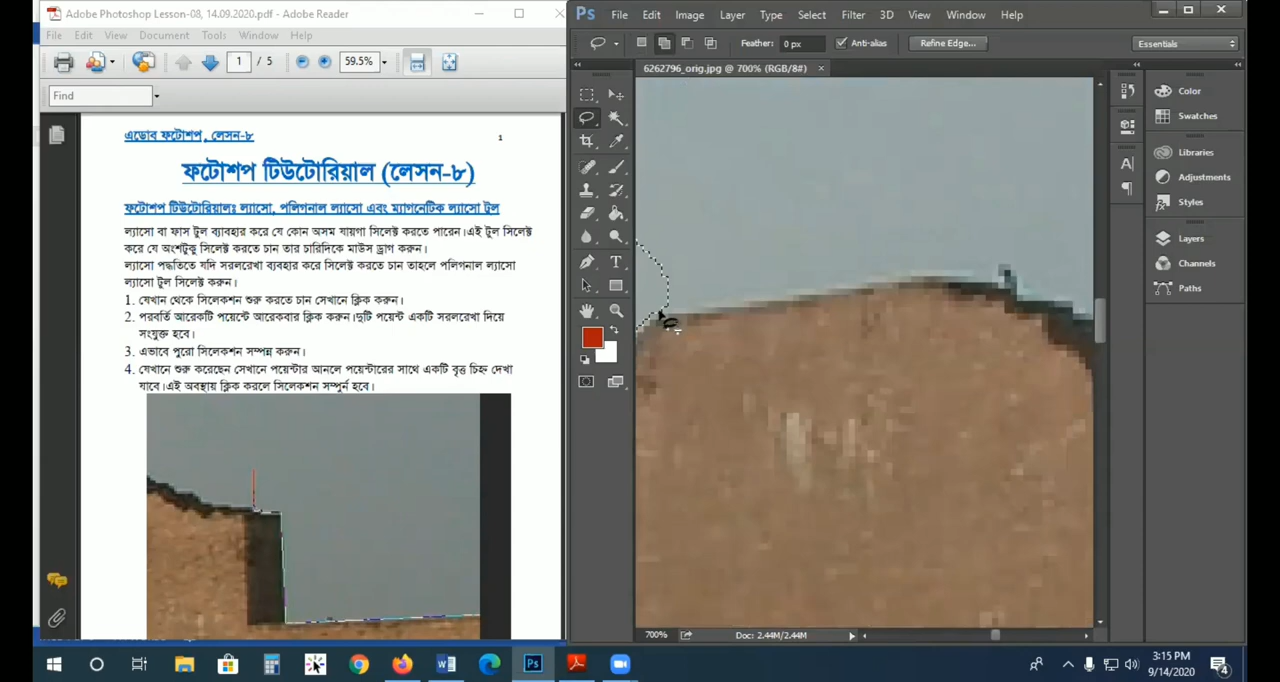 Adobe Photoshop Lesson-08, 14.09.2020.pdf - Adobe Reader
File Edit View Document Tools Window Help
1 / 5 59.5%
Find
এডোব ফটোশপ, লেসন-৮
1
ফটোশপ টিউটোরিয়াল (লেসন-৮)
ফটোশপ টিউটোরিয়ালঃ ল্যাসো, পলিগনাল ল্যাসো এবং ম্যাগনেটিক ল্যাসো টুল
ল্যাসো বা ফাস টুল ব্যাবহার করে যে কোন অসম যায়গা সিলেক্ট করতে পারেন।এই টুল সিলেক্ট
করে যে অংশটুকু সিলেক্ট করতে চান তার চারিদিকে মাউস ড্রাগ করুন।
ল্যাসো পদ্ধতিতে যদি সরলরেখা ব্যবহার করে সিলেক্ট করতে চান তাহলে পলিগনাল ল্যাসো
ল্যাসো টুল সিলেক্ট করুন।
1. যেখান থেকে সিলেকশন শুরু করতে চান সেখানে ক্লিক করুন।
2. পরবর্তি আরেকটি পয়েন্টে আরেকবার ক্লিক করুন।দুটি পয়েন্ট একটি সরলরেখা দিয়ে
সংযুক্ত হবে।
3. এভাবে পুরো সিলেকশন সম্পন্ন করুন।
4. যেখানে শুরু করেছেন সেখানে পয়েন্টার আনলে পয়েন্টারের সাথে একটি বৃত্ত চিহ্ন দেখা
যাবে।এই অবস্থায় ক্লিক করলে সিলেকশন সম্পুর্ন হবে।
Ps File Edit Image Layer Type Select Filter 3D View Window Help
Feather: 0 px Anti-alias Refine Edge... Essentials
6262796_orig.jpg @ 700% (RGB/8#) ×
Color
Swatches
Libraries
Adjustments
Styles
Layers
Channels
Paths
700% Doc: 2.44M/2.44M
3:15 PM
9/14/2020
4